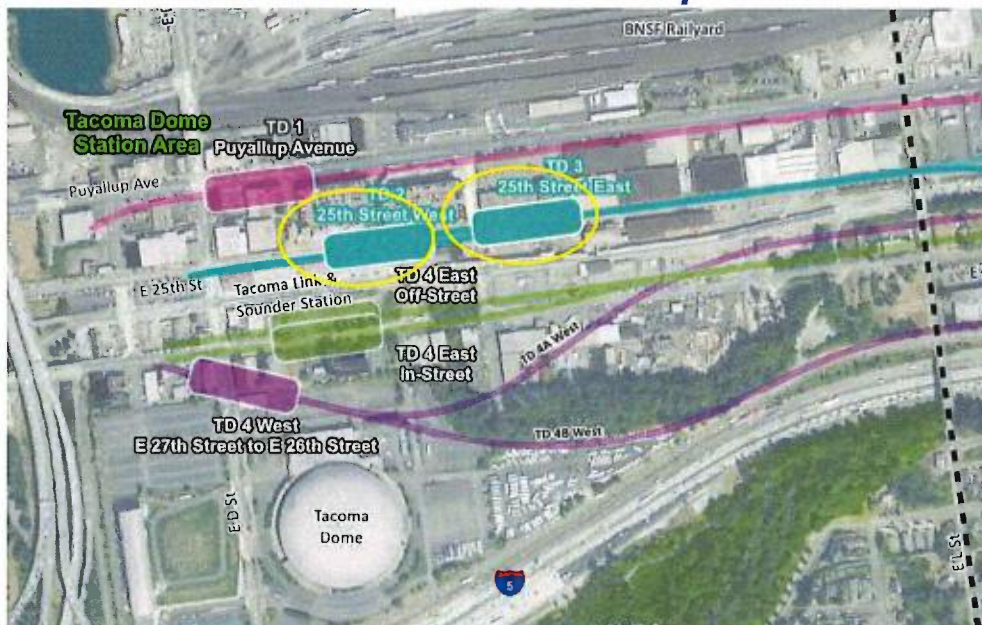 BNSF Railyard
Tacoma Dome
Station Area
TD 1
Puyallup Avenue
Puyallup Ave
TD 2
25th Street West
TD 3
25th Street East
E 25th St
Tacoma Link &
Sounder Station
TD 4 East
Off-Street
TD 4 East
In-Street
TD 4A West
TD 4 West
E 27th Street to E 26th Street
TD 4B West
E D St
Tacoma
Dome
5
E L St